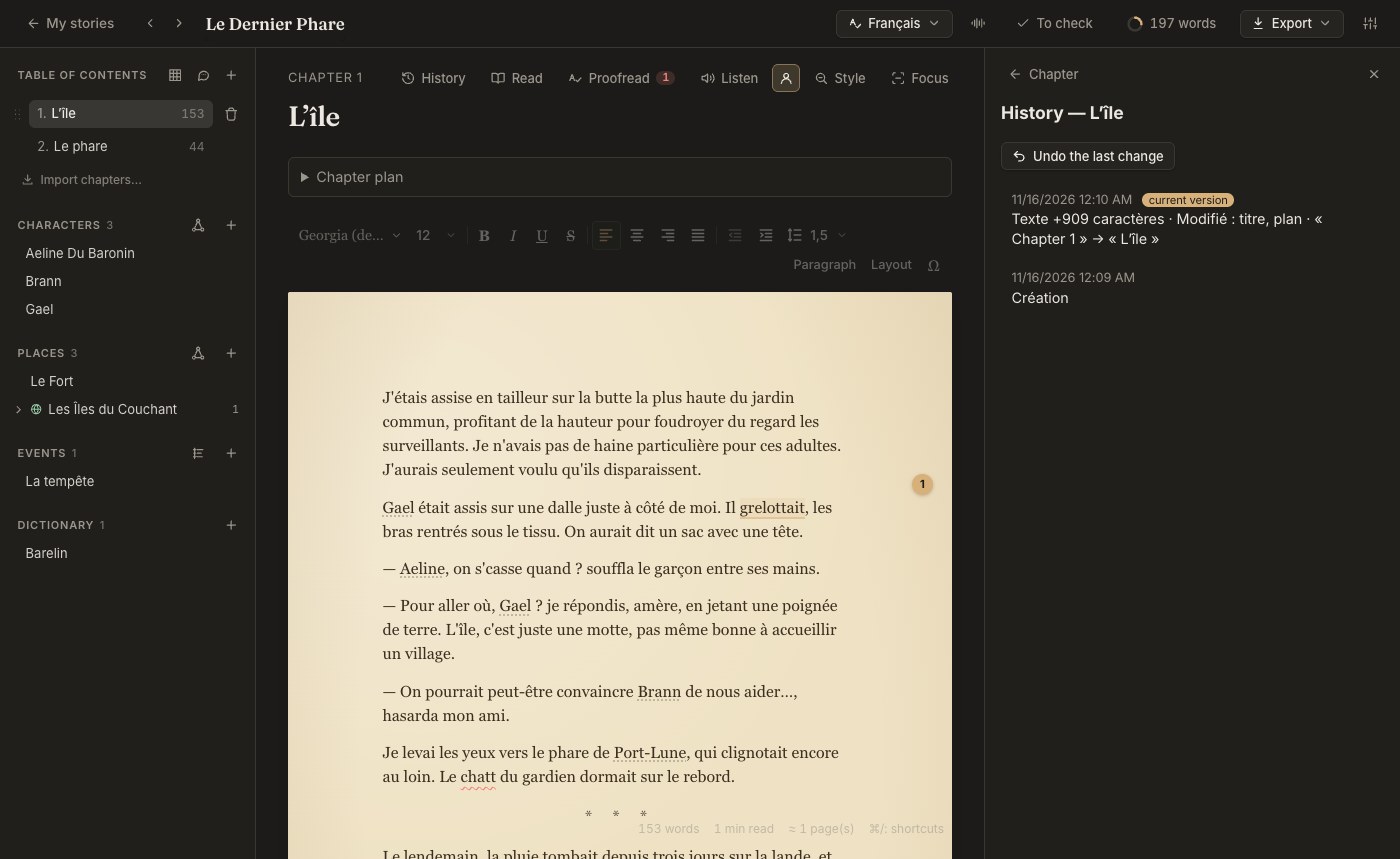 My stories
Le Dernier Phare
Français
To check
197 words
Export
TABLE OF CONTENTS
1. L'île 153
2. Le phare 44
Import chapters...
CHARACTERS 3
Aeline Du Baronin
Brann
Gael
PLACES 3
Le Fort
Les Îles du Couchant 1
EVENTS 1
La tempête
DICTIONARY 1
Barelin
CHAPTER 1
History
Read
Proofread 1
Listen
Style
Focus
L'île
Chapter plan
Georgia (de... 12 B I U S 1,5
Paragraph Layout Ω
J'étais assise en tailleur sur la butte la plus haute du jardin
commun, profitant de la hauteur pour foudroyer du regard les
surveillants. Je n'avais pas de haine particulière pour ces adultes.
J'aurais seulement voulu qu'ils disparaissent.
1
Gael était assis sur une dalle juste à côté de moi. Il grelottait, les
bras rentrés sous le tissu. On aurait dit un sac avec une tête.
— Aeline, on s'casse quand ? souffla le garçon entre ses mains.
— Pour aller où, Gael ? je répondis, amère, en jetant une poignée
de terre. L'île, c'est juste une motte, pas même bonne à accueillir
un village.
— On pourrait peut-être convaincre Brann de nous aider...,
hasarda mon ami.
Je levai les yeux vers le phare de Port-Lune, qui clignotait encore
au loin. Le chatt du gardien dormait sur le rebord.
* * *
153 words 1 min read ≈ 1 page(s) ⌘/: shortcuts
Le lendemain, la pluie tombait depuis trois jours sur la lande, et
Chapter
History — L'île
Undo the last change
11/16/2026 12:10 AM current version
Texte +909 caractères · Modifié : titre, plan · «
Chapter 1 » → « L'île »
11/16/2026 12:09 AM
Création